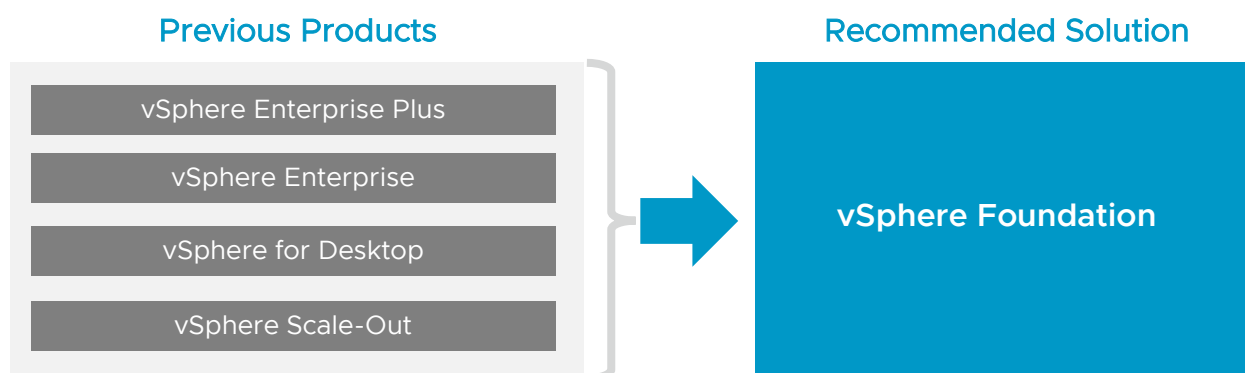 Previous Products
vSphere Enterprise Plus
vSphere Enterprise
vSphere for Desktop
vSphere Scale-Out
Recommended Solution
vSphere Foundation